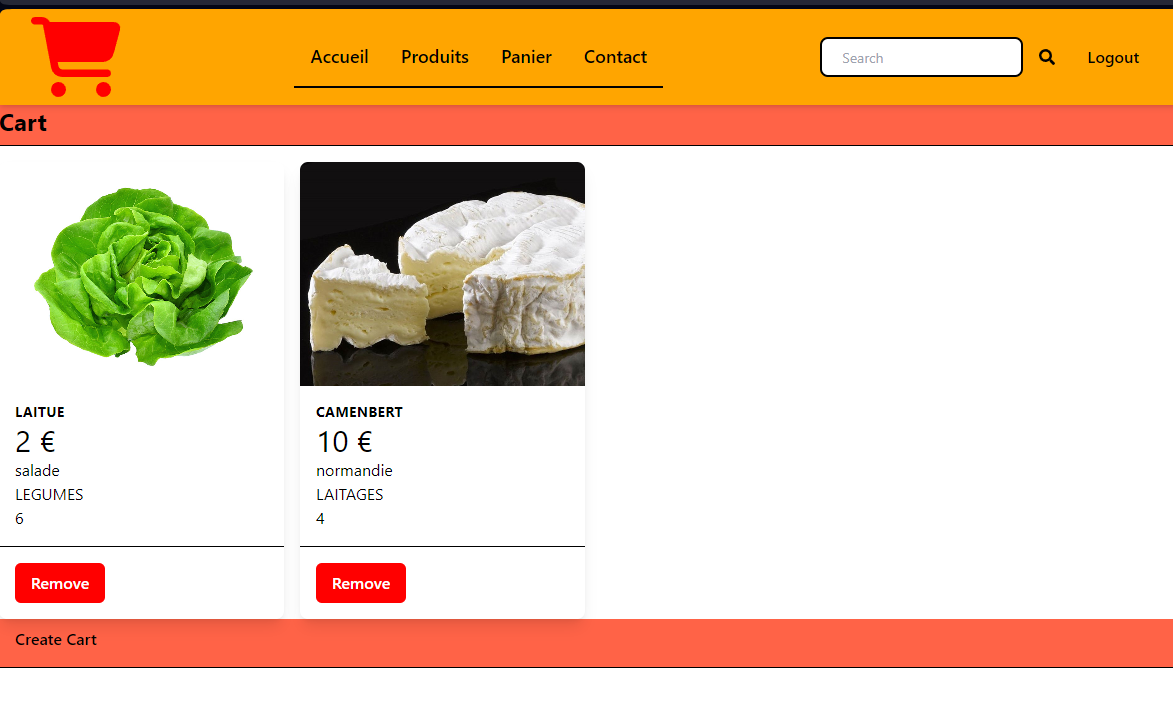 Accueil Produits Panier Contact Search Logout
Cart
LAITUE
2 €
salade
LEGUMES
6
Remove
CAMENBERT
10 €
normandie
LAITAGES
4
Remove
Create Cart